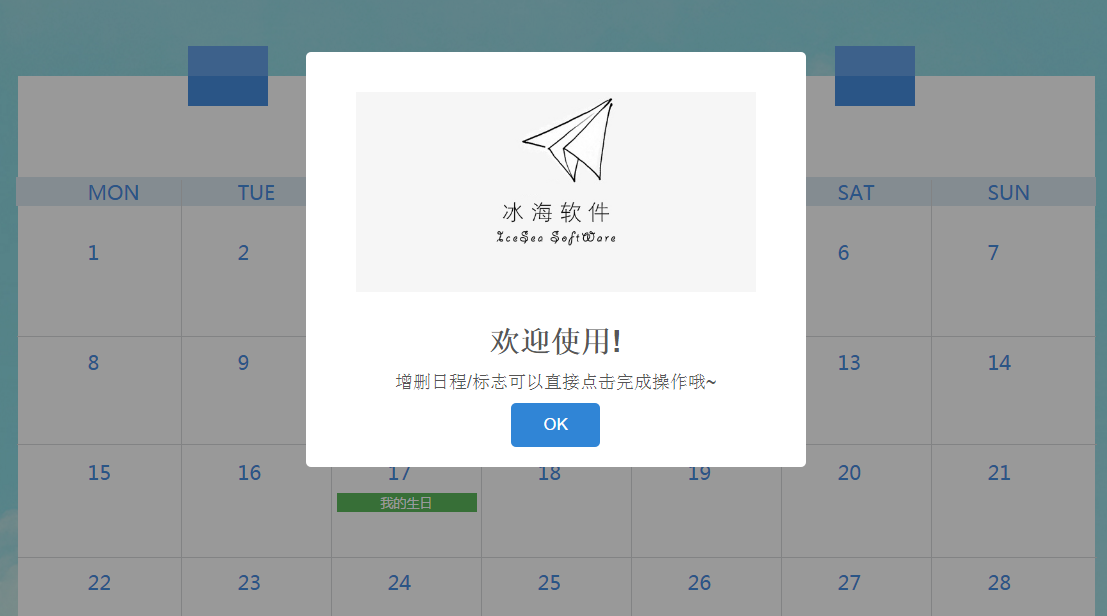 冰海软件
IceSea SoftWare
欢迎使用!
增删日程/标志可以直接点击完成操作哦~
OK
MON TUE SAT SUN
1 2 6 7
8 9 13 14
15 16 17 18 19 20 21
我的生日
22 23 24 25 26 27 28